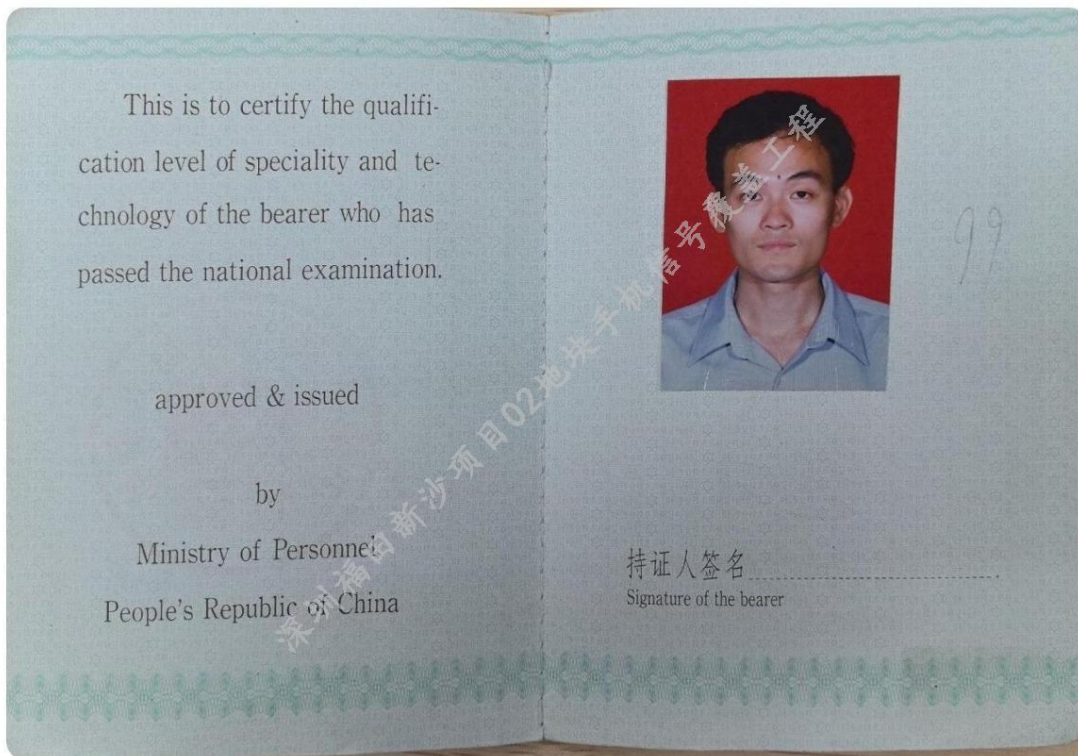 This is to certify the qualifi-
cation level of speciality and te-
chnology of the bearer who has
passed the national examination.
approved & issued
by
Ministry of Personnel
People's Republic of China
99
持证人签名
Signature of the bearer
深圳福田新沙项目02地块手机信号覆盖工程